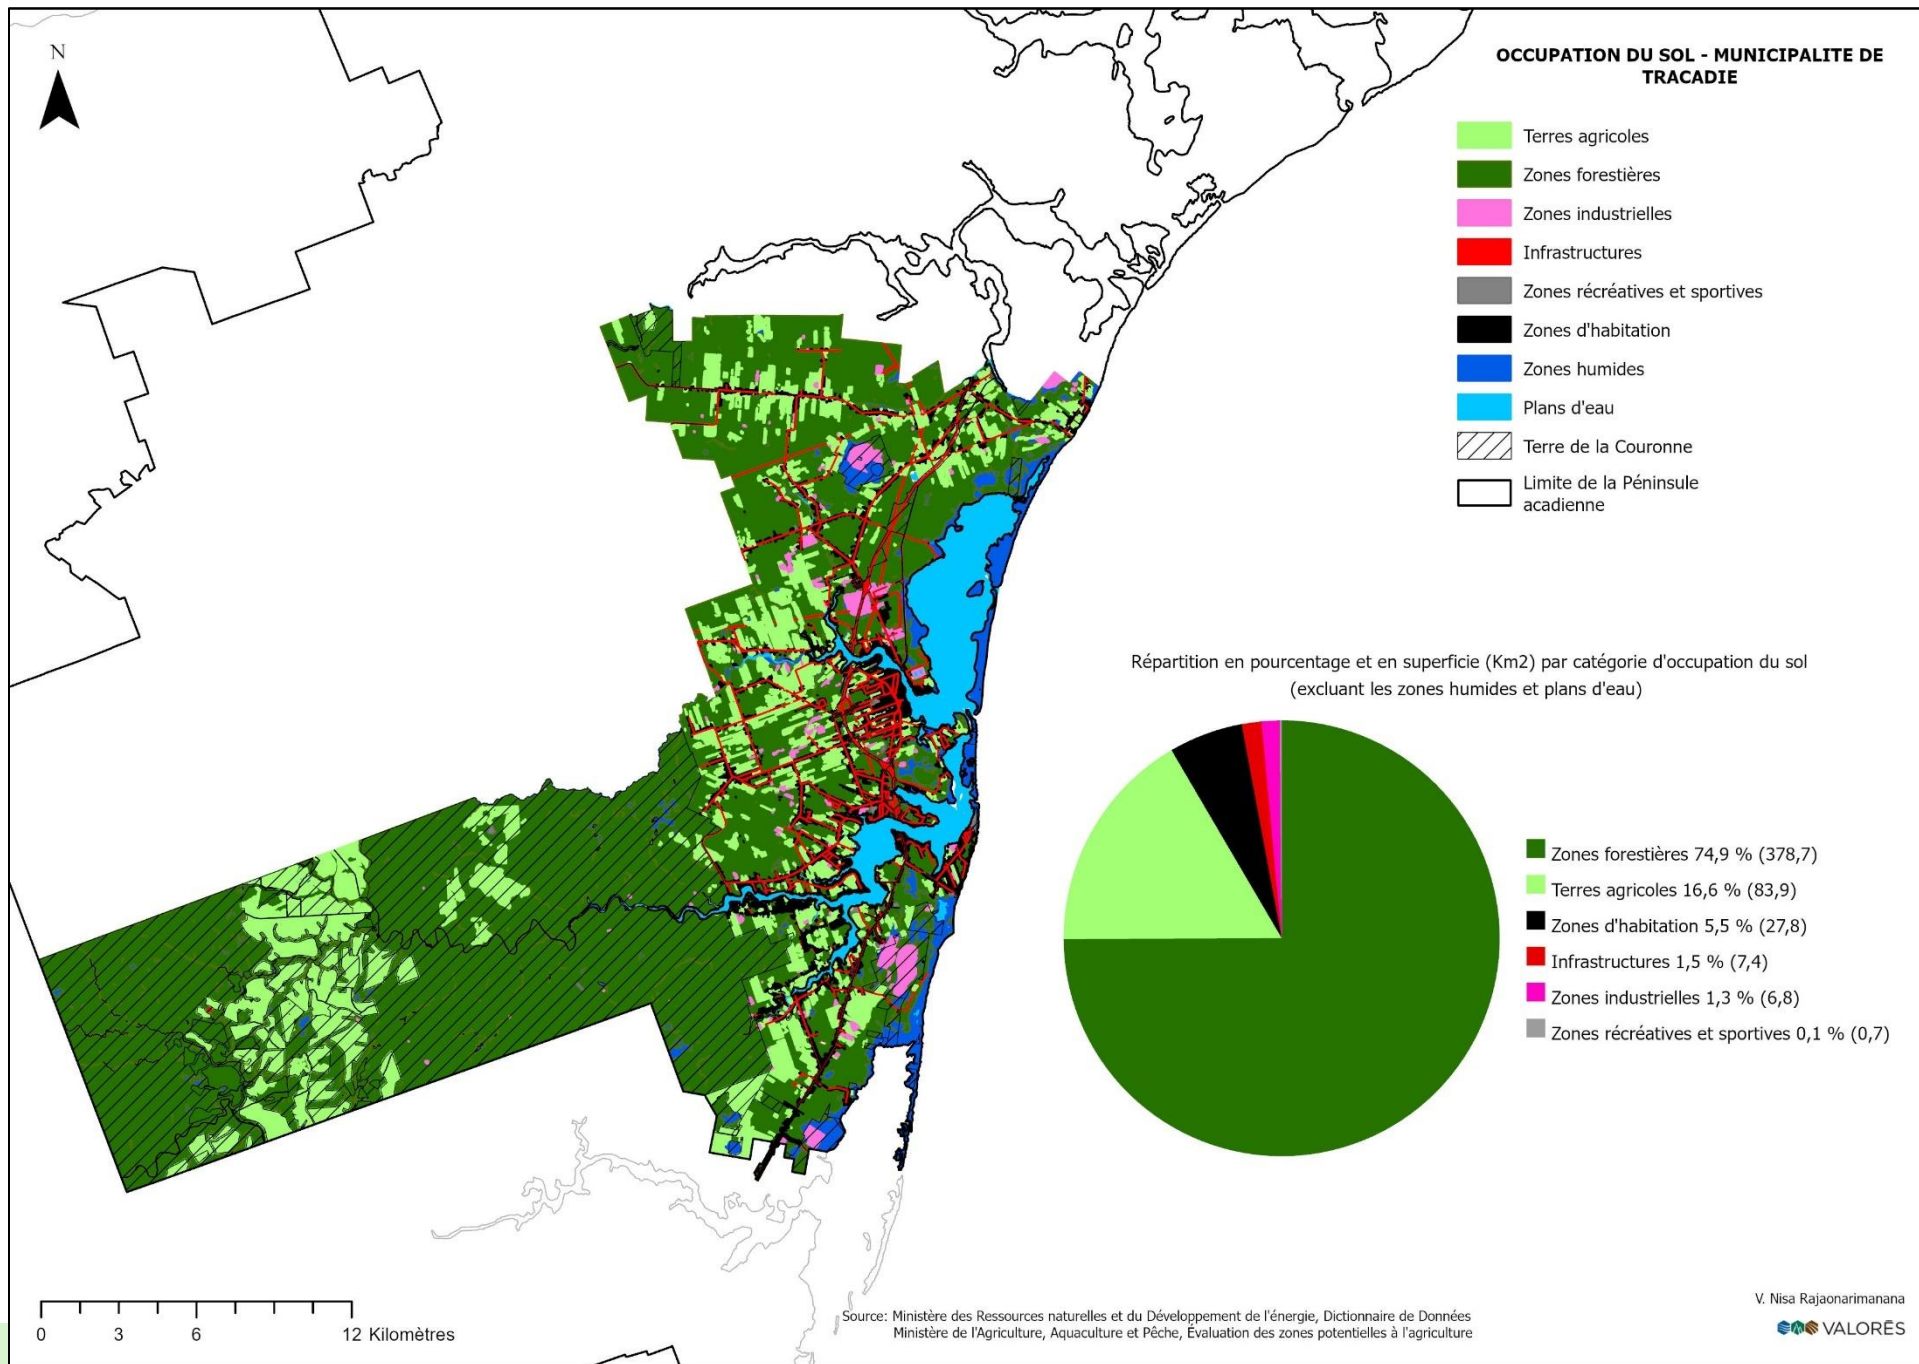 N
OCCUPATION DU SOL - MUNICIPALITE DE
TRACADIE
Terres agricoles
Zones forestières
Zones industrielles
Infrastructures
Zones récréatives et sportives
Zones d'habitation
Zones humides
Plans d'eau
Terre de la Couronne
Limite de la Péninsule
acadienne
Répartition en pourcentage et en superficie (Km2) par catégorie d'occupation du sol
(excluant les zones humides et plans d'eau)
Zones forestières 74,9 % (378,7)
Terres agricoles 16,6 % (83,9)
Zones d'habitation 5,5 % (27,8)
Infrastructures 1,5 % (7,4)
Zones industrielles 1,3 % (6,8)
Zones récréatives et sportives 0,1 % (0,7)
0 3 6 12 Kilomètres
Source: Ministère des Ressources naturelles et du Développement de l'énergie, Dictionnaire de Données
Ministère de l'Agriculture, Aquaculture et Pêche, Évaluation des zones potentielles à l'agriculture
V. Nisa Rajaonarimanana
VALORĒS